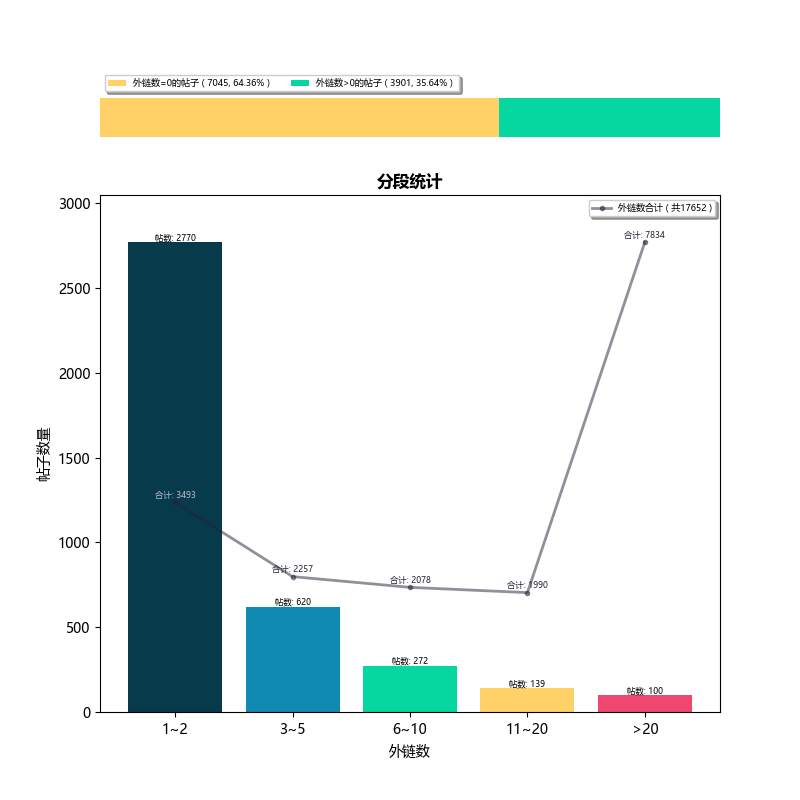 外链数=0的帖子 ( 7045, 64.36% ) 外链数>0的帖子 ( 3901, 35.64% )
分段统计
外链数合计 ( 共17652 )
3000
2500
2000
1500
1000
500
0
帖子数量
帖数: 2770
合计: 7834
合计: 3493
合计: 2257
合计: 2078
合计: 1990
帖数: 620
帖数: 272
帖数: 139
帖数: 100
1~2 3~5 6~10 11~20 >20
外链数